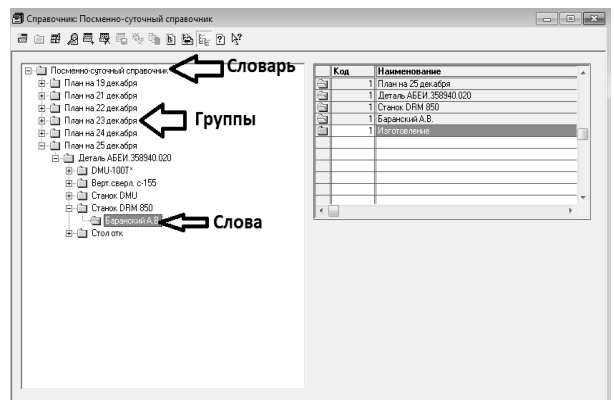 Справочник: Посменно-суточный справочник
Посменно-суточный справочник
Словарь
План на 19 декабря
План на 21 декабря
План на 22 декабря
План на 23 декабря
Группы
План на 24 декабря
План на 25 декабря
Деталь АБЕИ.358940.020
DMU-100T*
Верт.сверл. с-155
Станок DMU
Станок DRM 850
Баранский А.В.
Слова
Стол отк
Код Наименование
1 План на 25 декабря
1 Деталь АБЕИ.358940.020
1 Станок DRM 850
1 Баранский А.В.
1 Изготовление